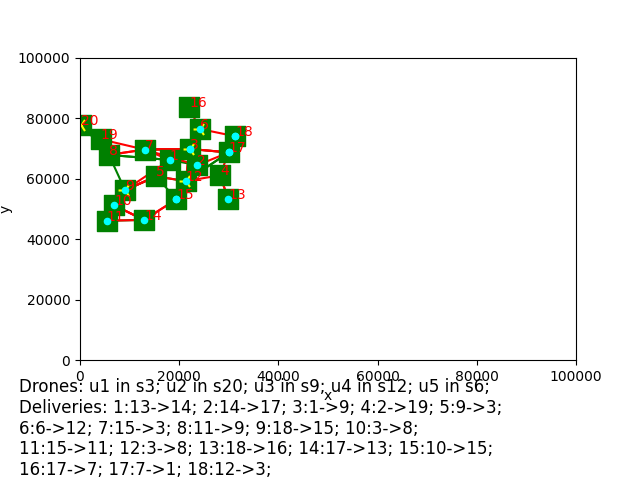 100000
16
80000
19
60000
y
40000
20000
0
0 20000 40000 60000 80000 100000
x
Drones: u1 in s3; u2 in s20; u3 in s9; u4 in s12; u5 in s6;
Deliveries: 1:13->14; 2:14->17; 3:1->9; 4:2->19; 5:9->3;
6:6->12; 7:15->3; 8:11->9; 9:18->15; 10:3->8;
11:15->11; 12:3->8; 13:18->16; 14:17->13; 15:10->15;
16:17->7; 17:7->1; 18:12->3;